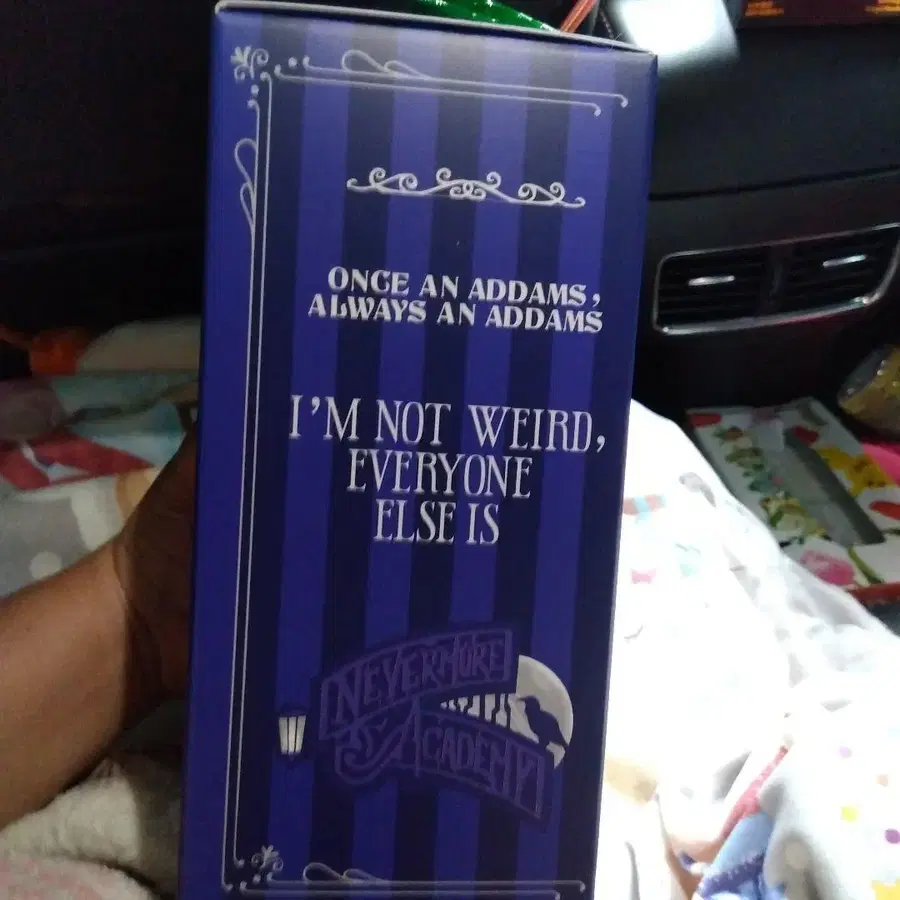 ONCE AN ADDAMS,
ALWAYS AN ADDAMS
I'M NOT WEIRD,
EVERYONE
ELSE IS
NEVERMORE
ACADEMY